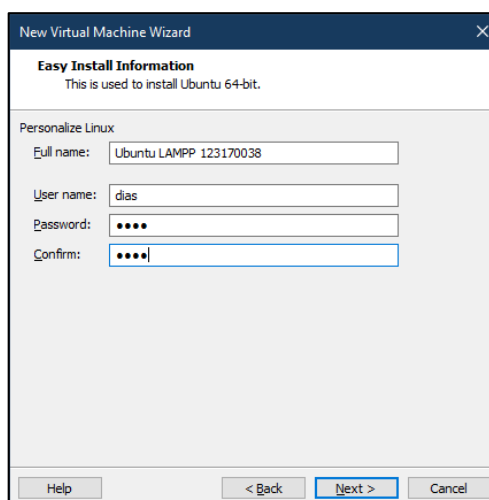 New Virtual Machine Wizard
Easy Install Information
This is used to install Ubuntu 64-bit.
Personalize Linux
Full name: Ubuntu LAMPP 123170038
User name: dias
Password: ●●●●
Confirm: ●●●●
Help < Back Next > Cancel